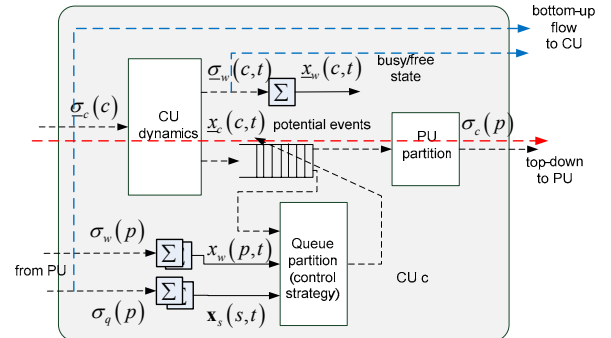 bottom-up
flow
to CU
σ_w(c,t)
x_w(c,t)
busy/free
state
Σ
σ_c(c)
CU
dynamics
x_c(c,t)
potential events
PU
partition
σ_c(p)
top-down
to PU
σ_w(p)
Σ
x_w(p,t)
Queue
partition
(control
strategy)
CU c
from PU
Σ
σ_q(p)
x_s(s,t)